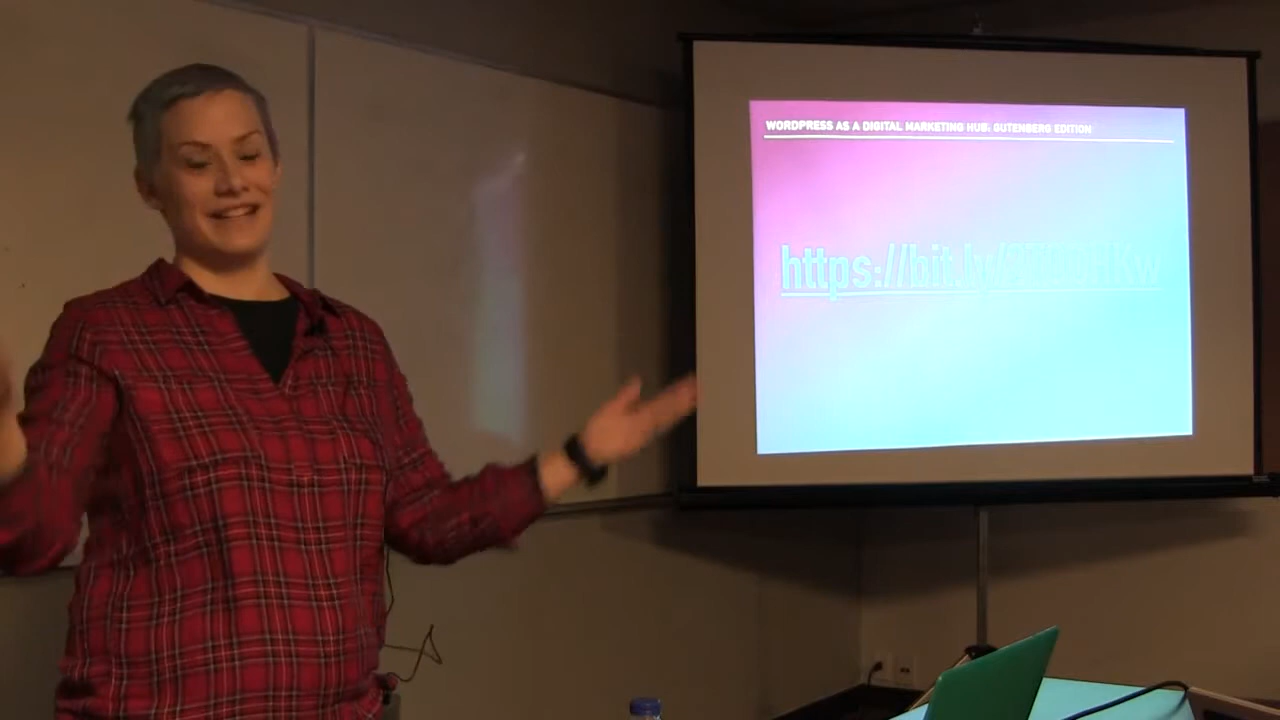 WORDPRESS AS A DIGITAL MARKETING HUB: GUTENBERG EDITION
https://bit.ly/